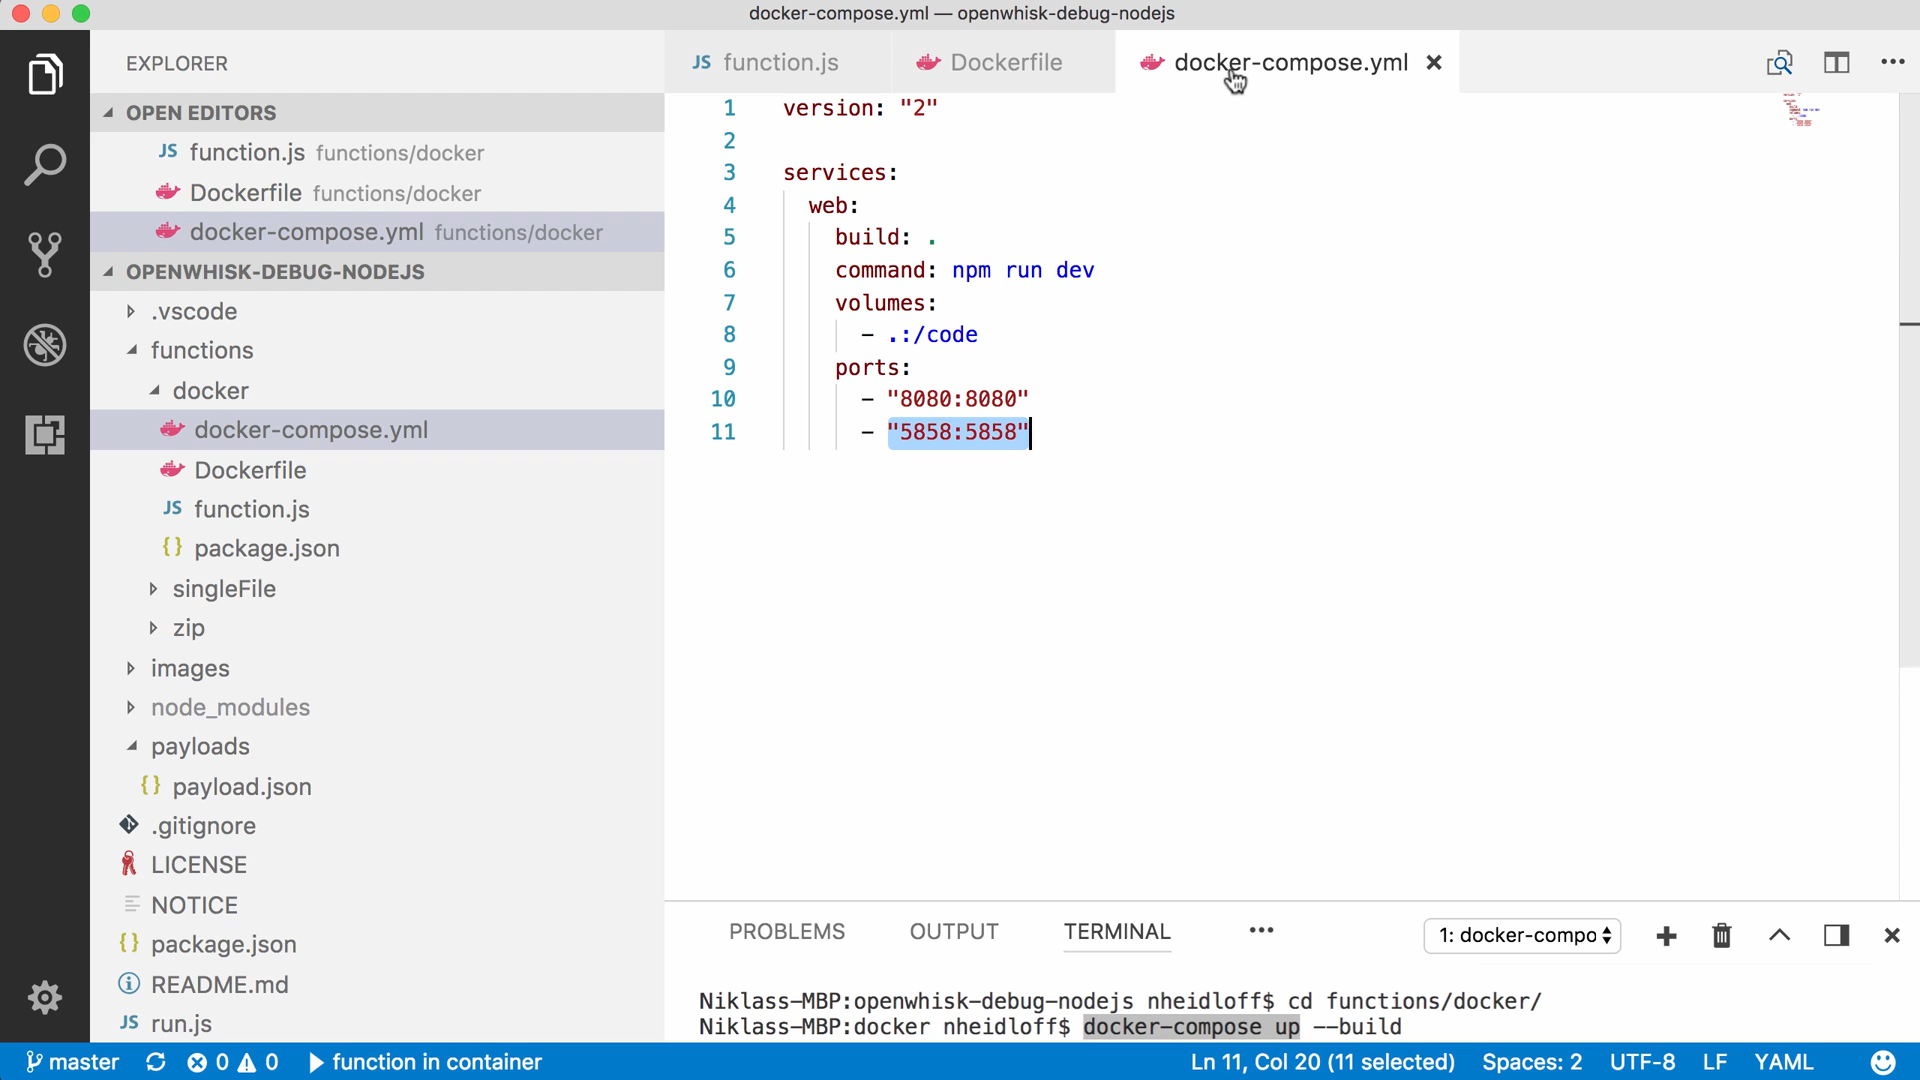 docker-compose.yml — openwhisk-debug-nodejs
EXPLORER
OPEN EDITORS
JS function.js functions/docker
Dockerfile functions/docker
docker-compose.yml functions/docker
OPENWHISK-DEBUG-NODEJS
.vscode
functions
docker
docker-compose.yml
Dockerfile
JS function.js
{} package.json
singleFile
zip
images
node_modules
payloads
{} payload.json
.gitignore
LICENSE
NOTICE
{} package.json
README.md
JS run.js
JS function.js
Dockerfile
docker-compose.yml
1 version: "2"
2
3 services:
4 web:
5 build: .
6 command: npm run dev
7 volumes:
8 - .:/code
9 ports:
10 - "8080:8080"
11 - "5858:5858"
PROBLEMS OUTPUT TERMINAL
1: docker-compo
Niklass-MBP:openwhisk-debug-nodejs nheidloff$ cd functions/docker/
Niklass-MBP:docker nheidloff$ docker-compose up --build
master 0 0 function in container
Ln 11, Col 20 (11 selected) Spaces: 2 UTF-8 LF YAML